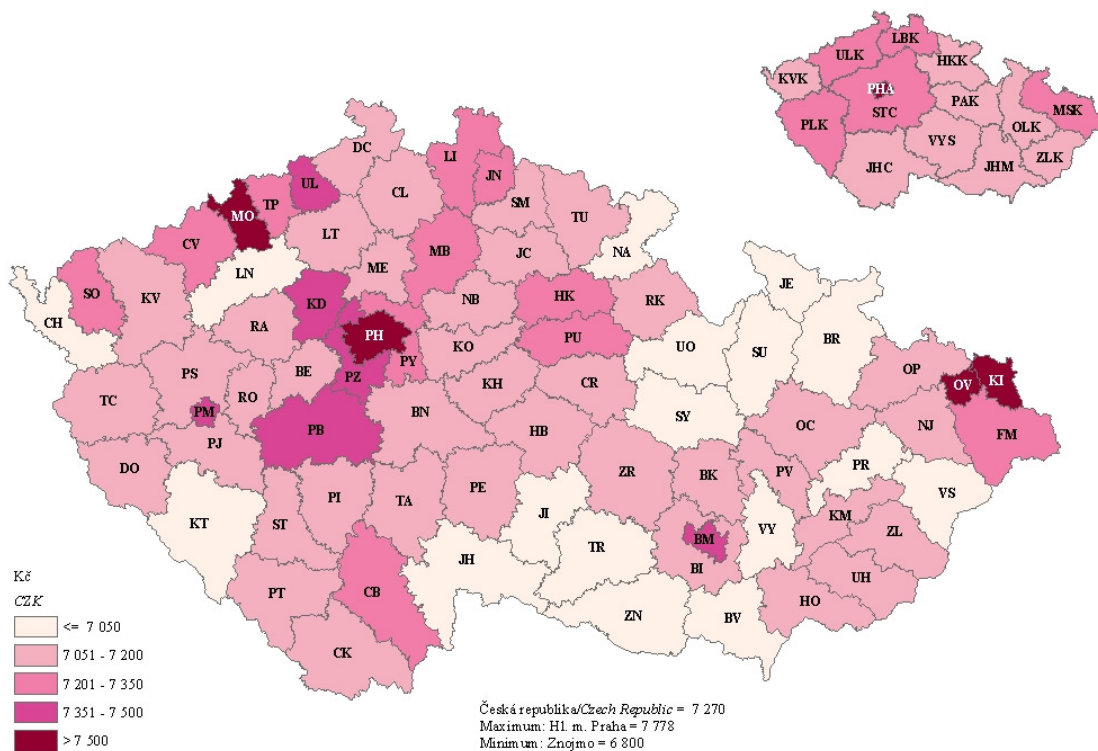 LBK
ULK
HKK
KVK
PHA
STC
PAK
MSK
PLK
OLK
VYS
ZLK
JHC
JHM
DC
LI
UL
JN
TP
CL
SM
MO
TU
CV
LT
MB
JC
NA
LN
ME
SO
KV
JE
KD
NB
HK
RK
CH
RA
BR
PH
PU
KO
UO
SU
PY
BE
PZ
OP
OV
KI
PS
KH
CR
TC
RO
PM
BN
SY
PB
HB
OC
NJ
FM
PJ
DO
PR
ZR
BK
PV
VS
PI
TA
PE
KT
ST
JI
KM
ZL
BM
VY
TR
JH
BI
UH
PT
CB
HO
ZN
BV
CK
Kč
CZK
<= 7 050
7 051 - 7 200
7 201 - 7 350
7 351 - 7 500
> 7 500
Česká republika/Czech Republic = 7 270
Maximum: Hl. m. Praha = 7 778
Minimum: Znojmo = 6 800